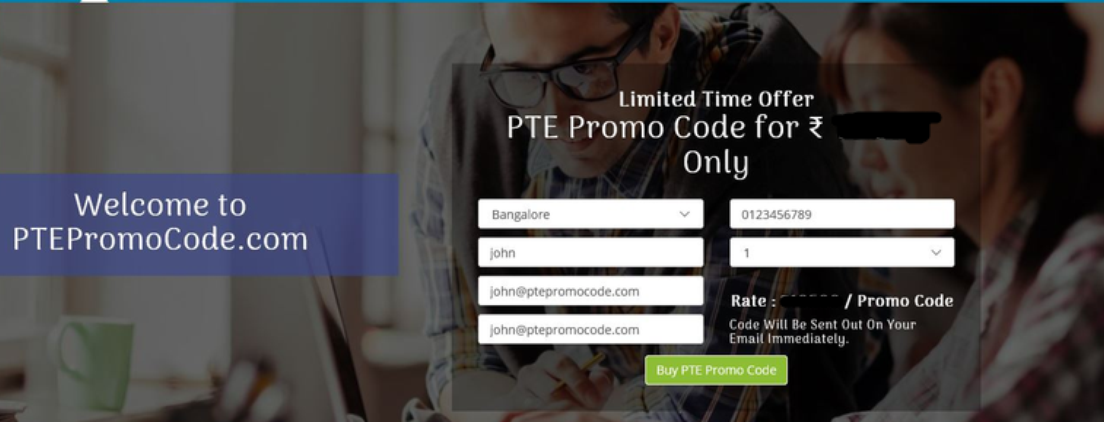 Welcome to
PTEPromoCode.com
Limited Time Offer
PTE Promo Code for ₹
Only
Bangalore
0123456789
john
1
john@ptepromocode.com
john@ptepromocode.com
Rate : / Promo Code
Code Will Be Sent Out On Your
Email Immediately.
Buy PTE Promo Code